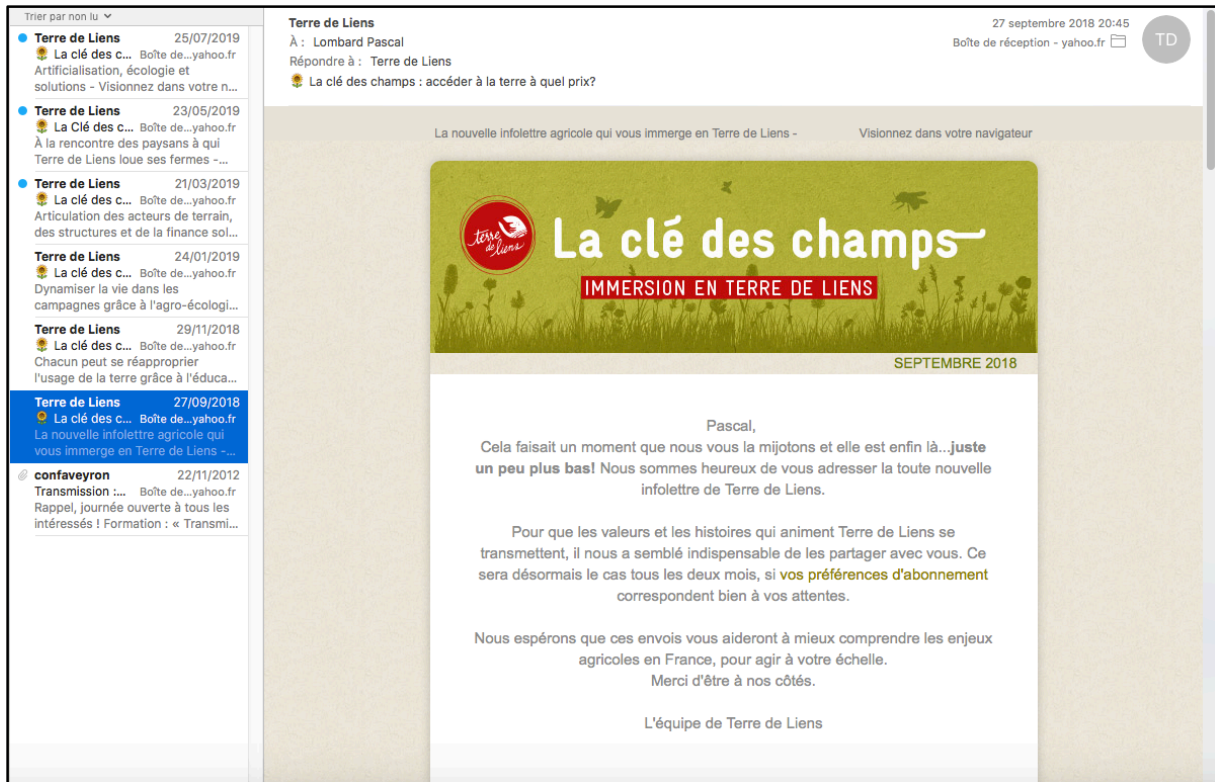 Trier par non lu
Terre de Liens 25/07/2019
La clé des c... Boîte de...yahoo.fr
Artificialisation, écologie et
solutions - Visionnez dans votre n...
Terre de Liens 23/05/2019
La Clé des c... Boîte de...yahoo.fr
À la rencontre des paysans à qui
Terre de Liens loue ses fermes -...
Terre de Liens 21/03/2019
La clé des c... Boîte de...yahoo.fr
Articulation des acteurs de terrain,
des structures et de la finance sol...
Terre de Liens 24/01/2019
La clé des c... Boîte de...yahoo.fr
Dynamiser la vie dans les
campagnes grâce à l'agro-écologi...
Terre de Liens 29/11/2018
La clé des c... Boîte de...yahoo.fr
Chacun peut se réapproprier
l'usage de la terre grâce à l'éduca...
Terre de Liens 27/09/2018
La clé des c... Boîte de...yahoo.fr
La nouvelle infolettre agricole qui
vous immerge en Terre de Liens -...
confaveyron 22/11/2012
Transmission :... Boîte de...yahoo.fr
Rappel, journée ouverte à tous les
intéressés ! Formation : « Transmi...
Terre de Liens 27 septembre 2018 20:45
À : Lombard Pascal Boîte de réception - yahoo.fr TD
Répondre à : Terre de Liens
La clé des champs : accéder à la terre à quel prix?
La nouvelle infolettre agricole qui vous immerge en Terre de Liens - Visionnez dans votre navigateur
terre de liens
La clé des champs
IMMERSION EN TERRE DE LIENS
SEPTEMBRE 2018
Pascal,
Cela faisait un moment que nous vous la mijotons et elle est enfin là...juste
un peu plus bas! Nous sommes heureux de vous adresser la toute nouvelle
infolettre de Terre de Liens.
Pour que les valeurs et les histoires qui animent Terre de Liens se
transmettent, il nous a semblé indispensable de les partager avec vous. Ce
sera désormais le cas tous les deux mois, si vos préférences d'abonnement
correspondent bien à vos attentes.
Nous espérons que ces envois vous aideront à mieux comprendre les enjeux
agricoles en France, pour agir à votre échelle.
Merci d'être à nos côtés.
L'équipe de Terre de Liens